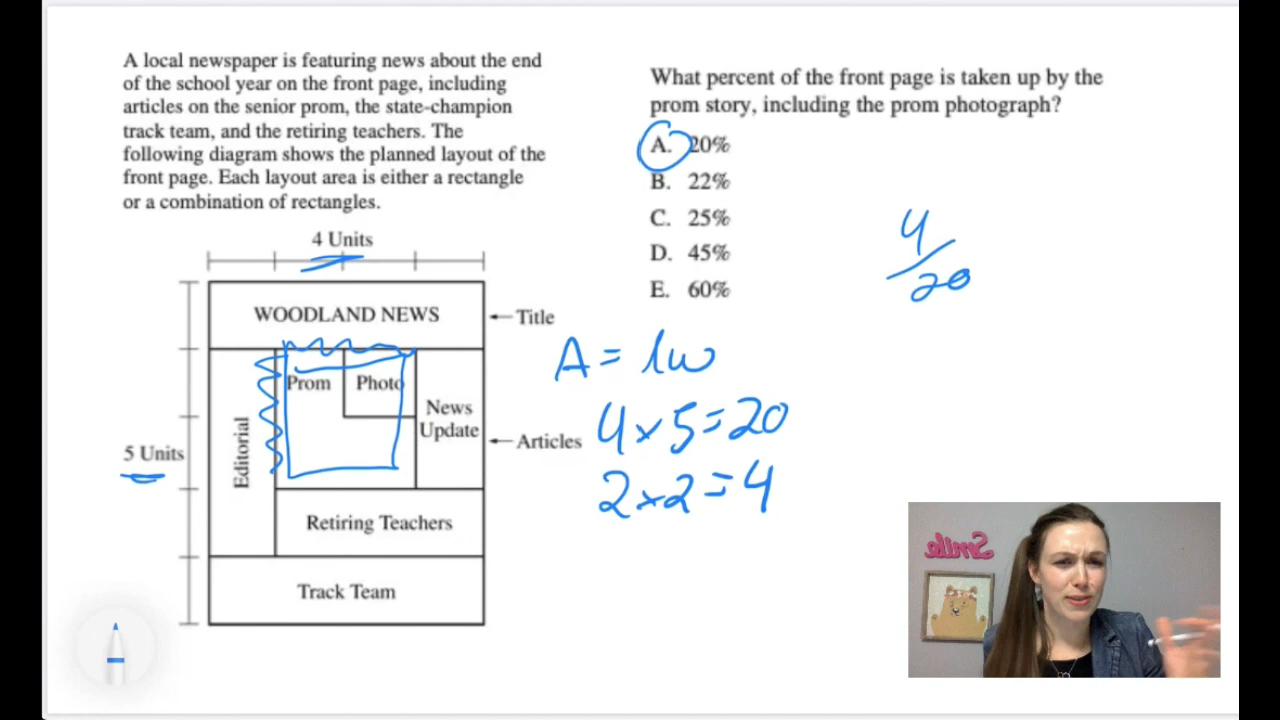 A local newspaper is featuring news about the end
of the school year on the front page, including
articles on the senior prom, the state-champion
track team, and the retiring teachers. The
following diagram shows the planned layout of the
front page. Each layout area is either a rectangle
or a combination of rectangles.
4 Units
WOODLAND NEWS
Title
Prom
Photo
News
Update
Editorial
5 Units
Articles
Retiring Teachers
Track Team
What percent of the front page is taken up by the
prom story, including the prom photograph?
A. 20%
B. 22%
C. 25%
D. 45%
E. 60%
4
20
A = lw
4 x 5 = 20
2 x 2 = 4
Smile